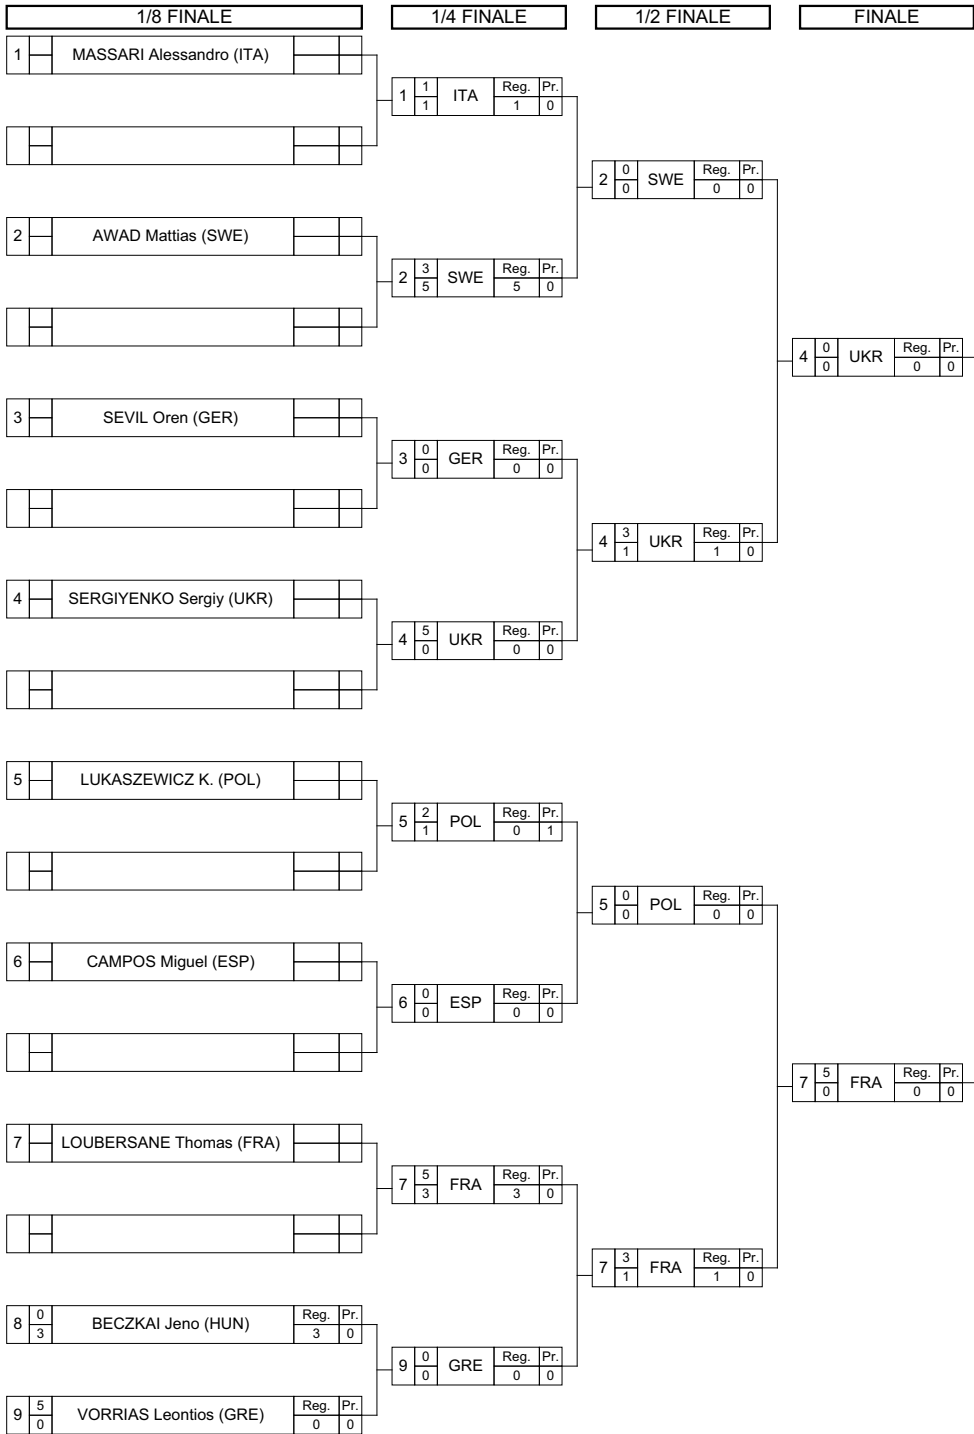 1/8 FINALE 1/4 FINALE 1/2 FINALE FINALE
1 MASSARI Alessandro (ITA)
1 1 ITA Reg. Pr.
1 1 0
2 0 SWE Reg. Pr.
0 0 0
2 AWAD Mattias (SWE)
2 3 SWE Reg. Pr.
5 5 0
4 0 UKR Reg. Pr.
0 0 0
3 SEVIL Oren (GER)
3 0 GER Reg. Pr.
0 0 0
4 3 UKR Reg. Pr.
1 1 0
4 SERGIYENKO Sergiy (UKR)
4 5 UKR Reg. Pr.
0 0 0
5 LUKASZEWICZ K. (POL)
5 2 POL Reg. Pr.
1 0 1
5 0 POL Reg. Pr.
0 0 0
6 CAMPOS Miguel (ESP)
6 0 ESP Reg. Pr.
0 0 0
7 5 FRA Reg. Pr.
0 0 0
7 LOUBERSANE Thomas (FRA)
7 5 FRA Reg. Pr.
3 3 0
7 3 FRA Reg. Pr.
1 1 0
8 0 BECZKAI Jeno (HUN) Reg. Pr.
3 3 0
9 0 GRE Reg. Pr.
0 0 0
9 5 VORRIAS Leontios (GRE) Reg. Pr.
0 0 0